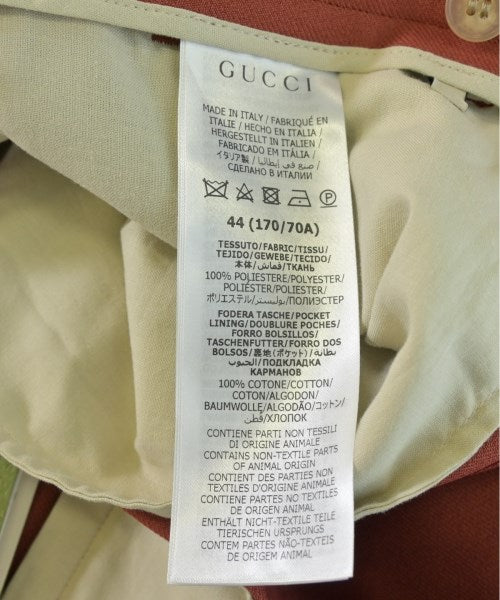 GUCCI
MADE IN ITALY / FABRIQUÉ EN
ITALIE / HECHO EN ITALIA /
HERGESTELLT IN ITALIEN /
FABRICADO EM ITÁLIA /
イタリア製 / صنع في إيطاليا /
СДЕЛАНО В ИТАЛИИ
44 (170/70A)
TESSUTO/FABRIC/TISSU/
TEJIDO/GEWEBE/TECIDO/
本体/قماش/ТКАНЬ
100% POLIESTERE/POLYESTER/
POLIÉSTER/POLYESTER/
ポリエステル/بوليستر/ПОЛИЭСТЕР
FODERA TASCHE/POCKET
LINING/DOUBLURE POCHES/
FORRO BOLSILLOS/
TASCHENFUTTER/FORRO DOS
BOLSOS/裏地(ポケット)/بطانة
الجيوب/ПОДКЛАДКА
КАРМАНОВ
100% COTONE/COTTON/
COTON/ALGODON/
BAUMWOLLE/ALGODÃO/コットン/
قطن/ХЛОПОК
CONTIENE PARTI NON TESSILI
DI ORIGINE ANIMALE
CONTAINS NON-TEXTILE PARTS
OF ANIMAL ORIGIN
CONTIENT DES PARTIES NON
TEXTILES D'ORIGINE ANIMALE
CONTIENE PARTES NO TEXTILES
DE ORIGEN ANIMAL
ENTHÄLT NICHT-TEXTILE TEILE
TIERISCHEN URSPRUNGS
CONTEM PARTES NÃO-TEXTEIS
DE ORIGEM ANIMAL